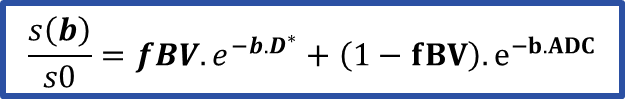 s(b)/s0 = fBV.e^{-b.D*} + (1 − fBV).e^{-b.ADC}